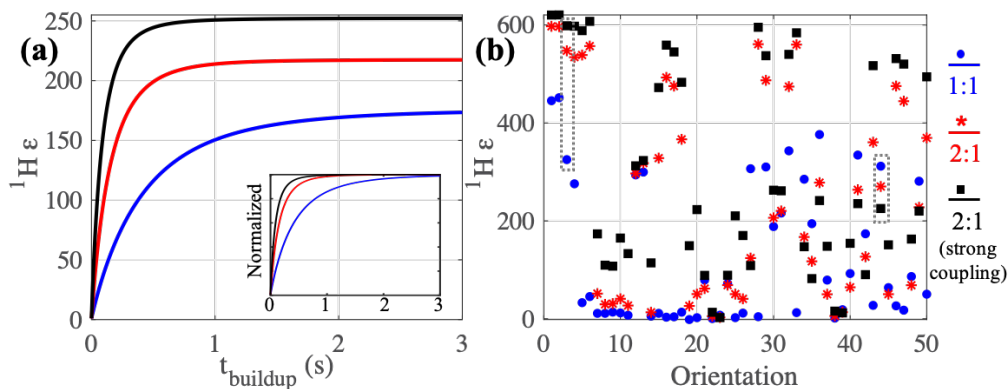 (a)
250
200
150
100
50
0
¹H ε
0 1 2 3
t_buildup (s)
Normalized
0 1 2 3
(b)
600
400
200
0
¹H ε
0 10 20 30 40 50
Orientation
1:1
*
2:1
2:1
(strong
coupling)